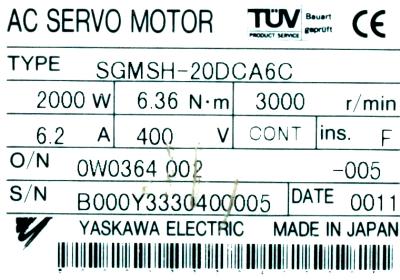 AC SERVO MOTOR TÜV Bauart geprüft CE
PRODUCT SERVICE
TYPE SGMSH-20DCA6C
2000 W 6.36 N·m 3000 r/min
6.2 A 400 V CONT ins. F
O/N 0W0364 002 -005
S/N B000Y3330400005 DATE 0011
YASKAWA ELECTRIC MADE IN JAPAN